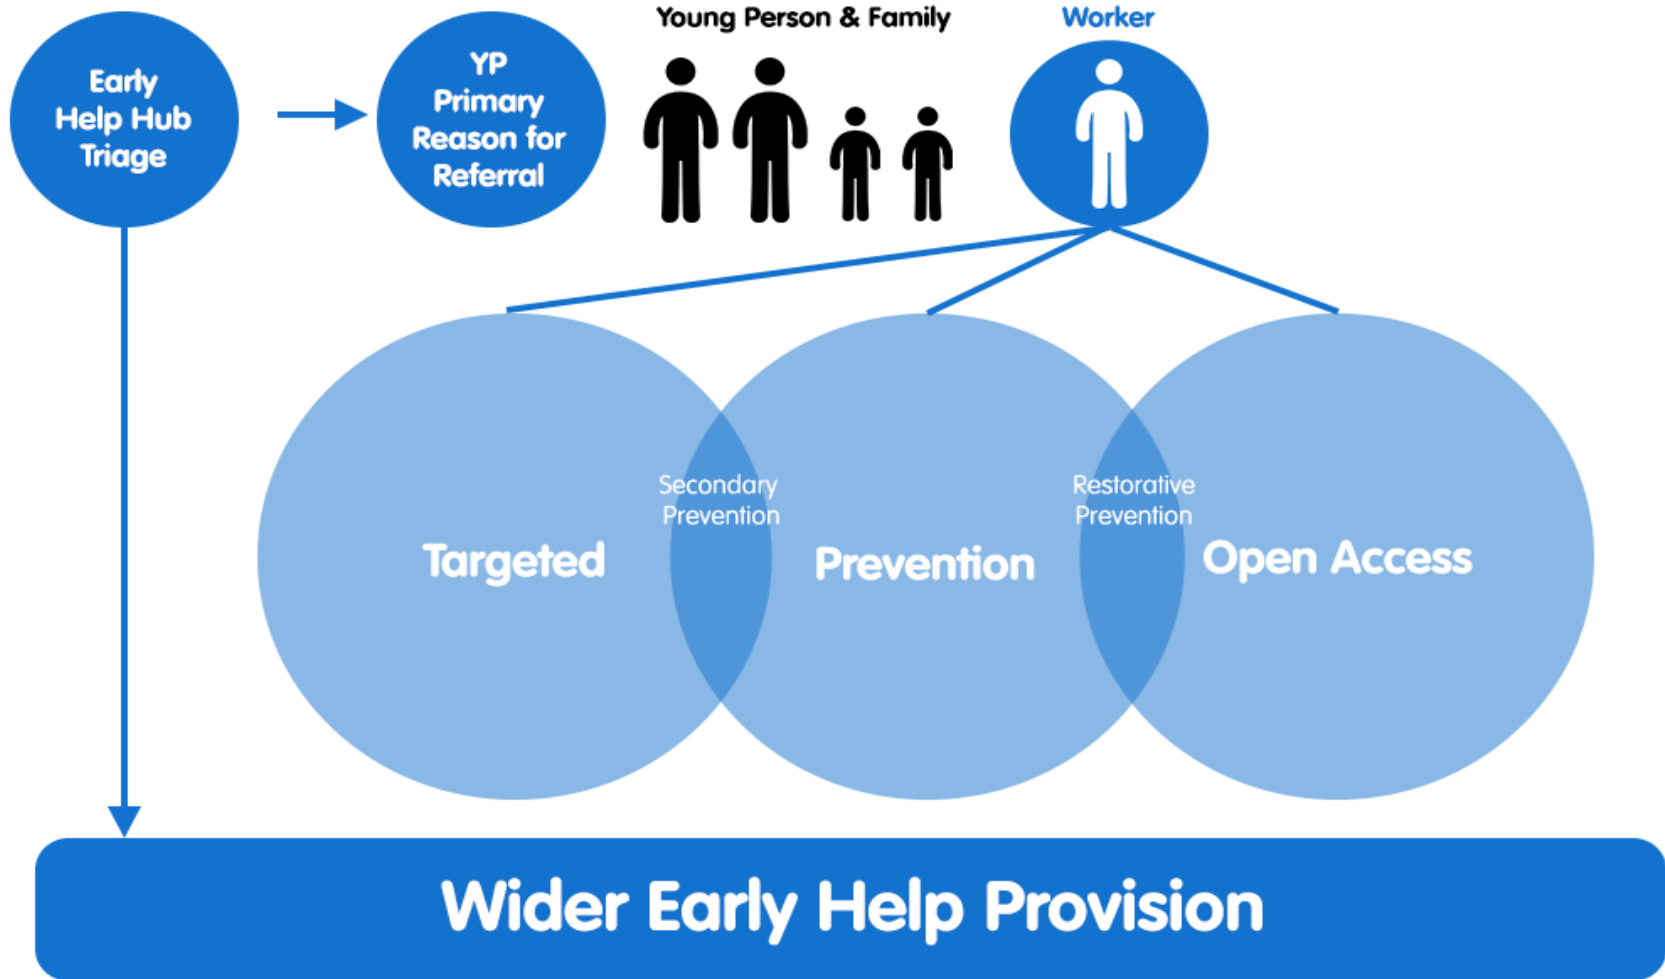 Early
Help Hub
Triage
YP
Primary
Reason for
Referral
Young Person & Family
Worker
Secondary
Prevention
Restorative
Prevention
Targeted
Prevention
Open Access
Wider Early Help Provision